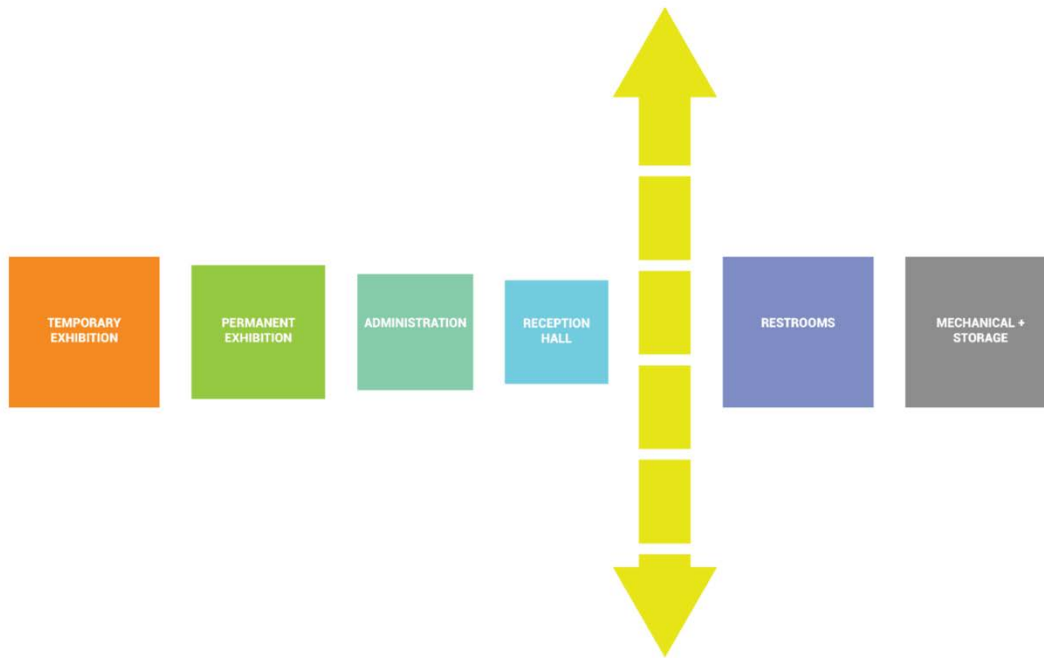 TEMPORARY
EXHIBITION
PERMANENT
EXHIBITION
ADMINISTRATION
RECEPTION
HALL
RESTROOMS
MECHANICAL +
STORAGE